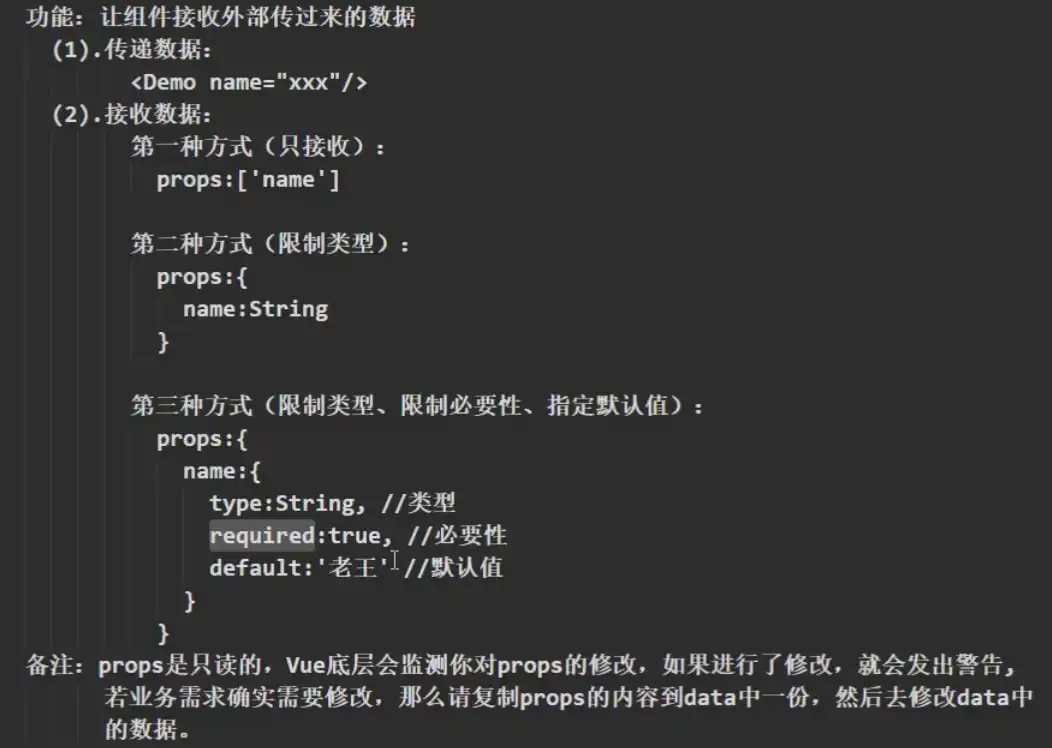 功能：让组件接收外部传过来的数据
(1).传递数据：
<Demo name="xxx"/>
(2).接收数据：
第一种方式（只接收）：
props:['name']
第二种方式（限制类型）：
props:{
name:String
}
第三种方式（限制类型、限制必要性、指定默认值）：
props:{
name:{
type:String, //类型
required:true, //必要性
default:'老王' //默认值
}
}
备注：props是只读的，Vue底层会监测你对props的修改，如果进行了修改，就会发出警告，
若业务需求确实需要修改，那么请复制props的内容到data中一份，然后去修改data中
的数据。